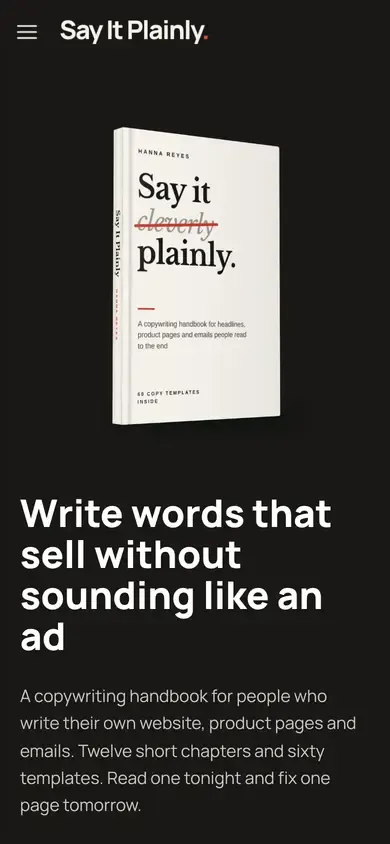 Say It Plainly.
HANNA REYES
Say it
cleverly
plainly.
A copywriting handbook for headlines,
product pages and emails people read
to the end
60 COPY TEMPLATES
INSIDE
Say It Plainly
HANNA REYES
Write words that
sell without
sounding like an
ad
A copywriting handbook for people who
write their own website, product pages and
emails. Twelve short chapters and sixty
templates. Read one tonight and fix one
page tomorrow.